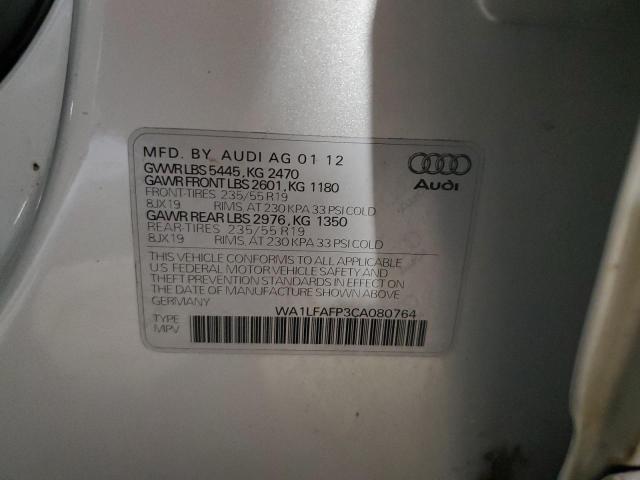 MFD. BY AUDI AG 01 12
GVWR LBS 5445, KG 2470
GAWR FRONT LBS 2601, KG 1180
FRONT-TIRES 235/55 R19
8JX19 RIMS, AT 230 KPA 33 PSI COLD
GAWR REAR LBS 2976, KG 1350
REAR-TIRES 235/55 R19
8JX19 RIMS, AT 230 KPA 33 PSI COLD
Audi
THIS VEHICLE CONFORMS TO ALL APPLICABLE
U.S FEDERAL MOTOR VEHICLE SAFETY AND
THEFT PREVENTION STANDARDS IN EFFECT ON
THE DATE OF MANUFACTURE SHOWN ABOVE.
GERMANY WA1LFAFP3CA080764
TYPE
MPV